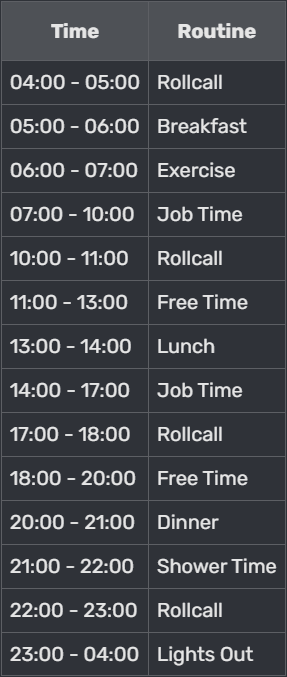 Time Routine
04:00 - 05:00 Rollcall
05:00 - 06:00 Breakfast
06:00 - 07:00 Exercise
07:00 - 10:00 Job Time
10:00 - 11:00 Rollcall
11:00 - 13:00 Free Time
13:00 - 14:00 Lunch
14:00 - 17:00 Job Time
17:00 - 18:00 Rollcall
18:00 - 20:00 Free Time
20:00 - 21:00 Dinner
21:00 - 22:00 Shower Time
22:00 - 23:00 Rollcall
23:00 - 04:00 Lights Out